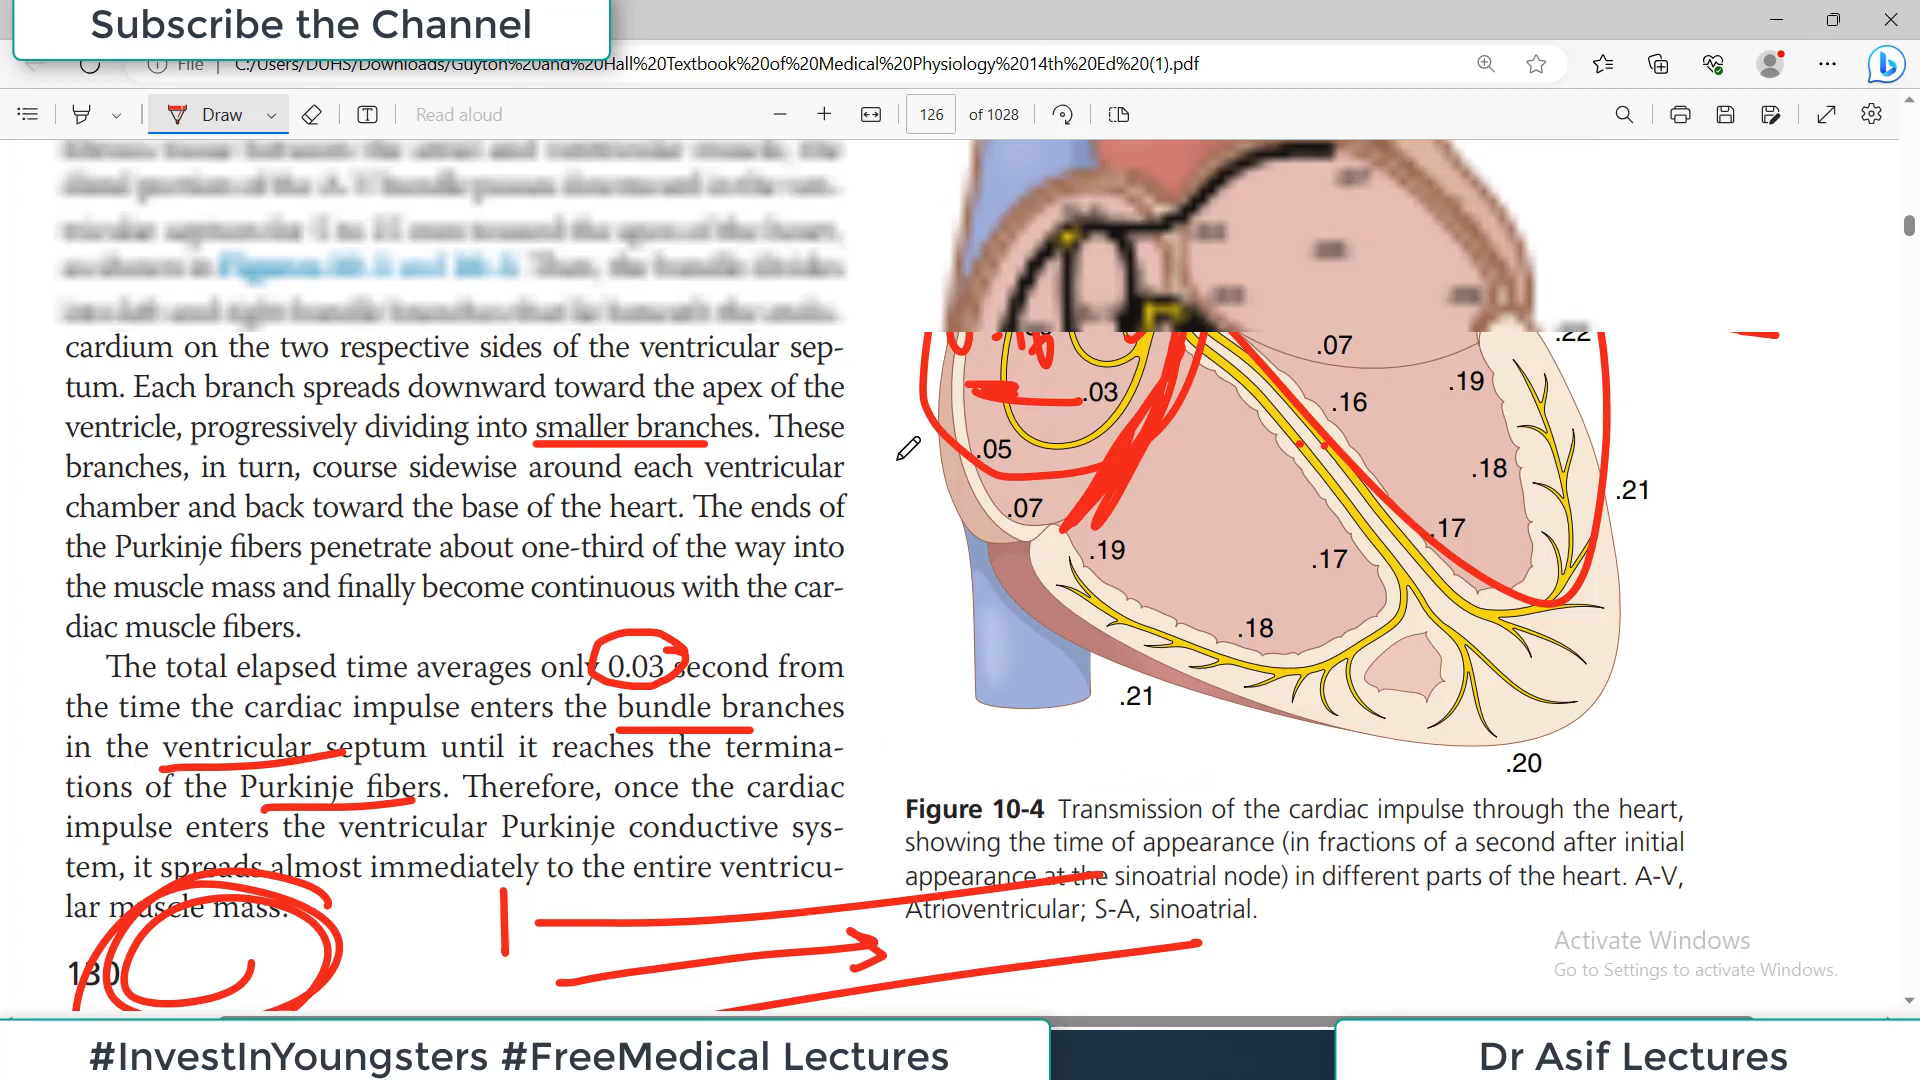 Subscribe the Channel
File | C:/Users/DUHS/Downloads/Guyton%20and%20Hall%20Textbook%20of%20Medical%20Physiology%2014th%20Ed%20(1).pdf
Draw
Read aloud
126 of 1028
cardium on the two respective sides of the ventricular sep-
tum. Each branch spreads downward toward the apex of the
ventricle, progressively dividing into smaller branches. These
branches, in turn, course sidewise around each ventricular
chamber and back toward the base of the heart. The ends of
the Purkinje fibers penetrate about one-third of the way into
the muscle mass and finally become continuous with the car-
diac muscle fibers.
The total elapsed time averages only 0.03 second from
the time the cardiac impulse enters the bundle branches
in the ventricular septum until it reaches the termina-
tions of the Purkinje fibers. Therefore, once the cardiac
impulse enters the ventricular Purkinje conductive sys-
tem, it spreads almost immediately to the entire ventricu-
lar muscle mass.
130
.07
.22
.19
.03
.16
.05
.18
.21
.07
.17
.19
.17
.18
.21
.20
Figure 10-4 Transmission of the cardiac impulse through the heart,
showing the time of appearance (in fractions of a second after initial
appearance at the sinoatrial node) in different parts of the heart. A-V,
Atrioventricular; S-A, sinoatrial.
Activate Windows
Go to Settings to activate Windows.
#InvestInYoungsters #FreeMedical Lectures
Dr Asif Lectures